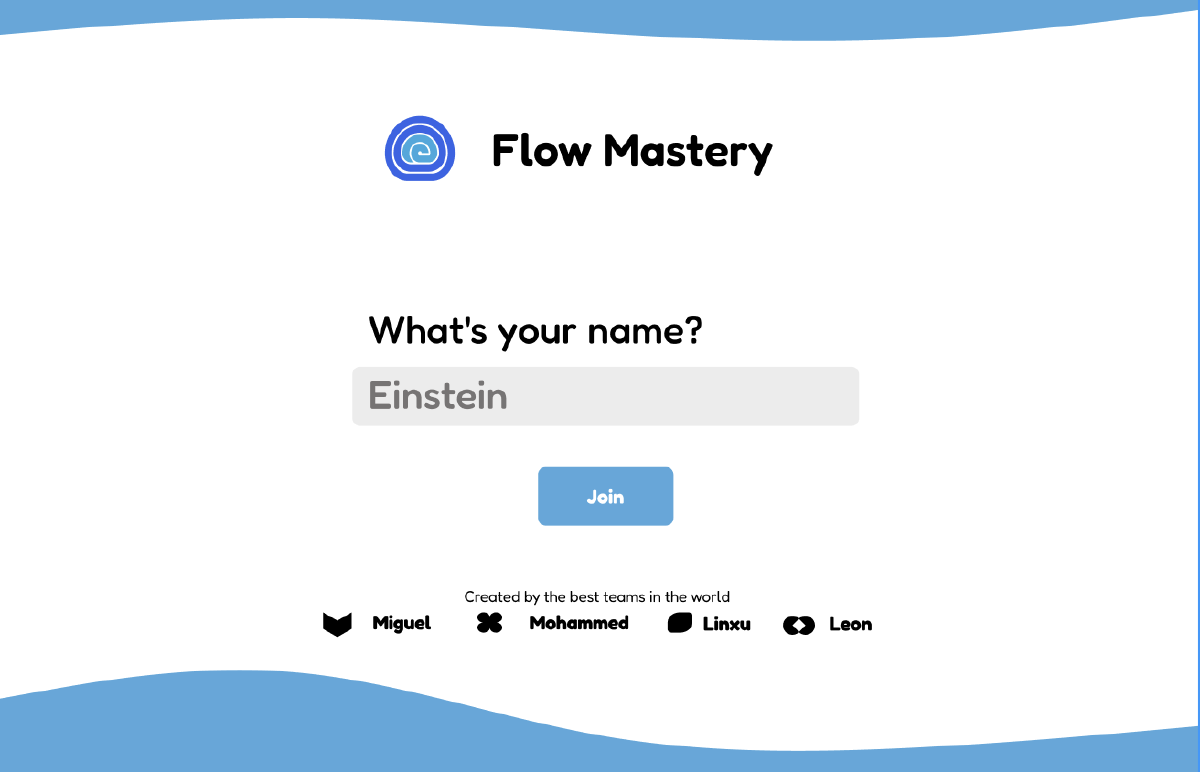 Flow Mastery
What's your name?
Einstein
Join
Created by the best teams in the world
Miguel Mohammed Linxu Leon